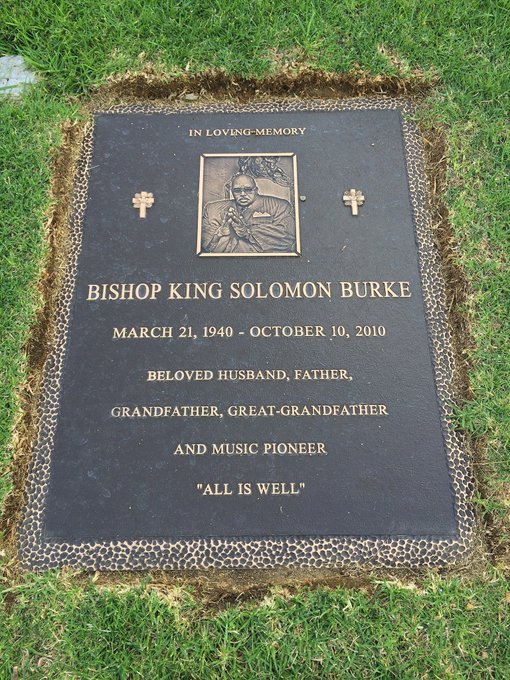 IN LOVING MEMORY
BISHOP KING SOLOMON BURKE
MARCH 21, 1940 - OCTOBER 10, 2010
BELOVED HUSBAND, FATHER,
GRANDFATHER, GREAT-GRANDFATHER
AND MUSIC PIONEER
"ALL IS WELL"